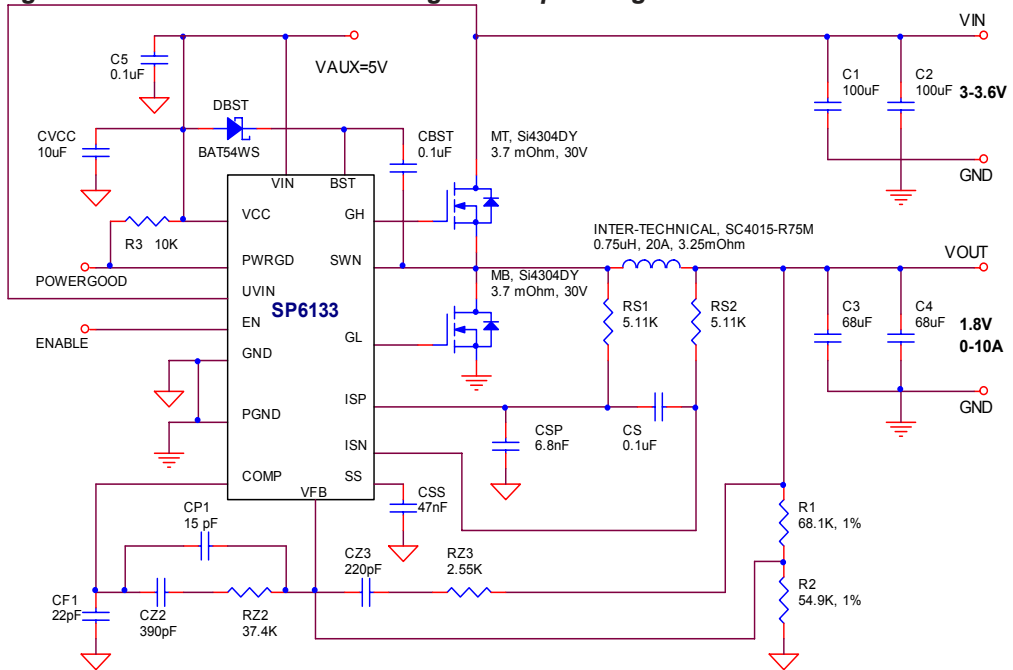 VIN
C5
0.1uF
VAUX=5V
C1
100uF
C2
100uF
3-3.6V
DBST
BAT54WS
CVCC
10uF
CBST
0.1uF
MT, Si4304DY
3.7 mOhm, 30V
GND
VIN
BST
VCC
GH
R3 10K
INTER-TECHNICAL, SC4015-R75M
0.75uH, 20A, 3.25mOhm
PWRGD
SWN
VOUT
POWERGOOD
MB, Si4304DY
3.7 mOhm, 30V
UVIN
SP6133
RS1
5.11K
RS2
5.11K
C3
68uF
C4
68uF
1.8V
0-10A
EN
ENABLE
GL
GND
ISP
GND
PGND
CSP
6.8nF
CS
0.1uF
ISN
COMP
SS
VFB
CSS
47nF
R1
68.1K, 1%
CP1
15 pF
CZ3
220pF
RZ3
2.55K
R2
54.9K, 1%
CF1
22pF
CZ2
390pF
RZ2
37.4K